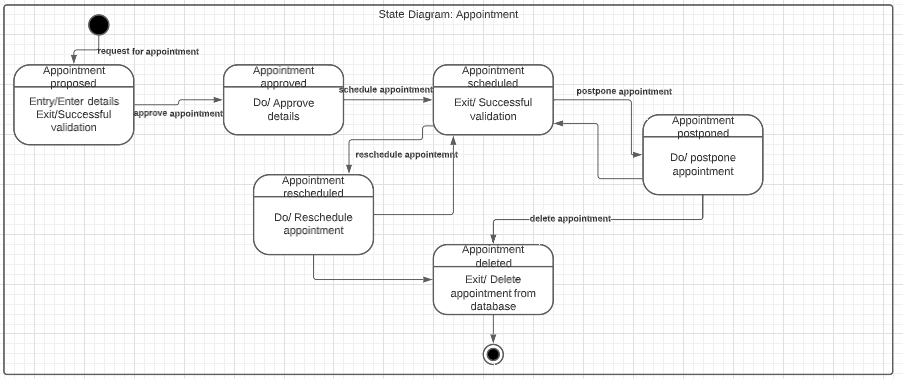 State Diagram: Appointment
request for appointment
Appointment
proposed
Entry/Enter details
Exit/Successful
validation
approve appointment
Appointment
approved
Do/ Approve
details
schedule appointment
Appointment
scheduled
Exit/ Successful
validation
postpone appointment
Appointment
postponed
Do/ postpone
appointment
reschedule appointemnt
Appointment
rescheduled
Do/ Reschedule
appointment
delete appointment
Appointment
deleted
Exit/ Delete
appointment from
database